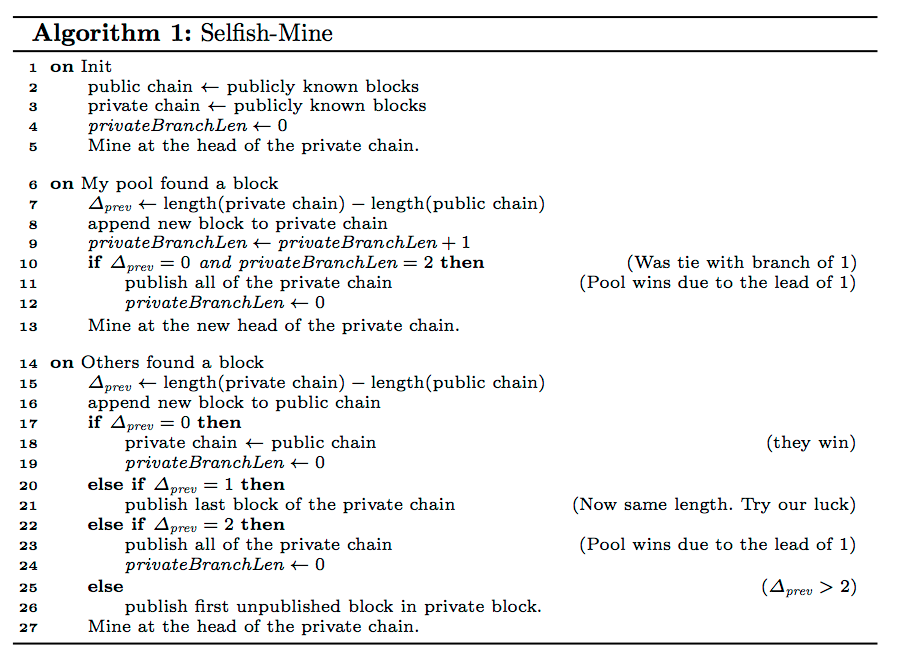 Algorithm 1: Selfish-Mine
1 on Init
2 public chain ← publicly known blocks
3 private chain ← publicly known blocks
4 privateBranchLen ← 0
5 Mine at the head of the private chain.
6 on My pool found a block
7 Δprev ← length(private chain) − length(public chain)
8 append new block to private chain
9 privateBranchLen ← privateBranchLen + 1
10 if Δprev = 0 and privateBranchLen = 2 then (Was tie with branch of 1)
11 publish all of the private chain (Pool wins due to the lead of 1)
12 privateBranchLen ← 0
13 Mine at the new head of the private chain.
14 on Others found a block
15 Δprev ← length(private chain) − length(public chain)
16 append new block to public chain
17 if Δprev = 0 then
18 private chain ← public chain (they win)
19 privateBranchLen ← 0
20 else if Δprev = 1 then
21 publish last block of the private chain (Now same length. Try our luck)
22 else if Δprev = 2 then
23 publish all of the private chain (Pool wins due to the lead of 1)
24 privateBranchLen ← 0
25 else (Δprev > 2)
26 publish first unpublished block in private block.
27 Mine at the head of the private chain.